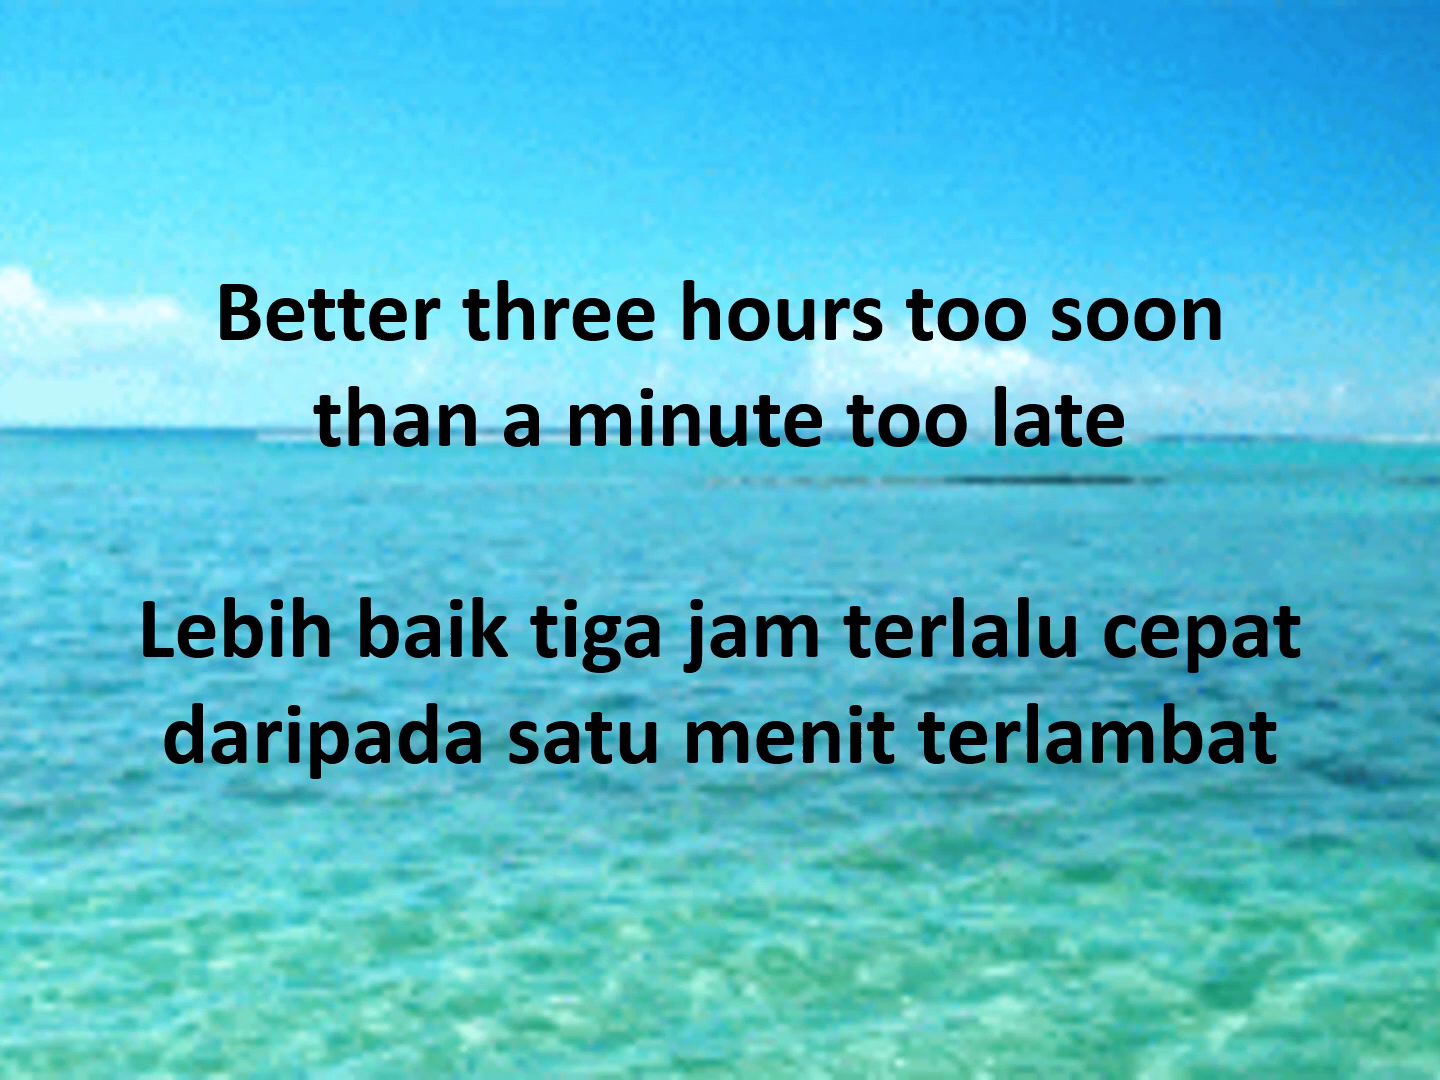 Better three hours too soon
than a minute too late
Lebih baik tiga jam terlalu cepat
daripada satu menit terlambat